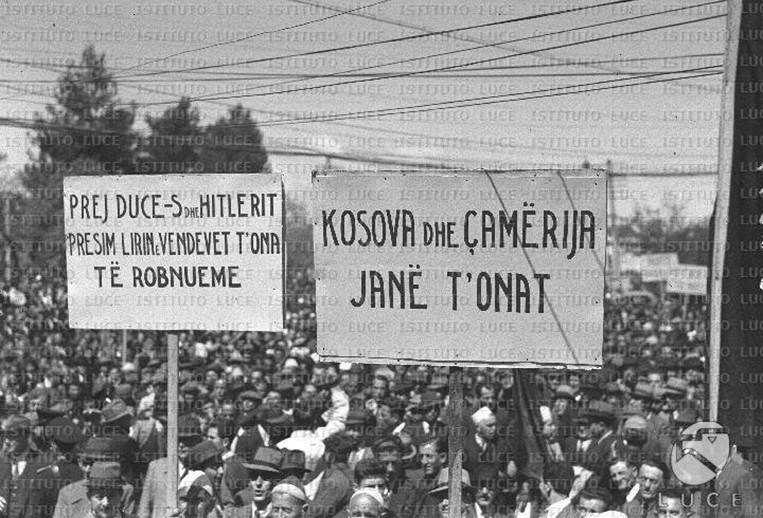 PREJ DUCE-S DHE HITLERIT
PRESIM LIRIN E VENDEVET T'ONA
TË ROBNUEME
KOSOVA DHE ÇAMËRIJA
JANË T'ONAT
ISTITUTO LUCE
LUCE